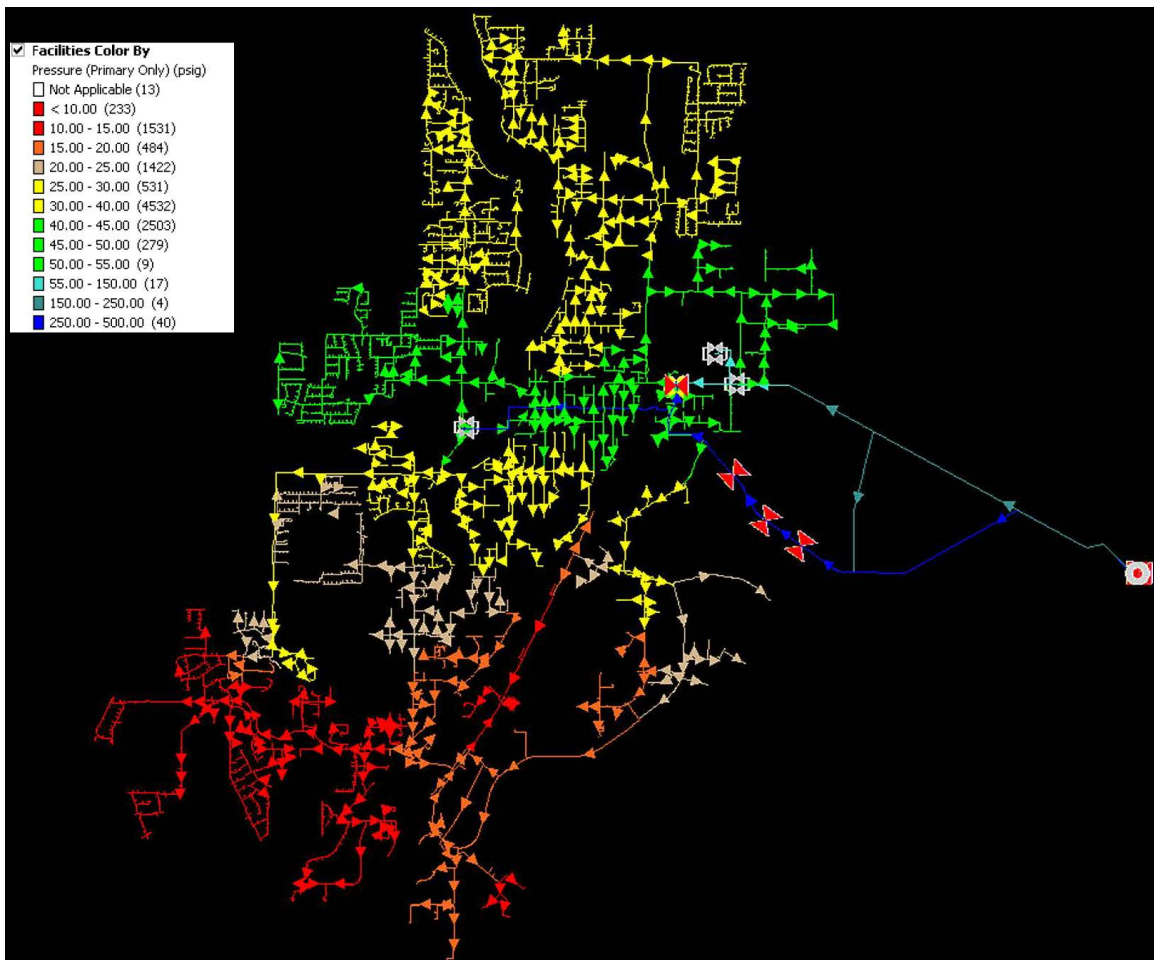 Facilities Color By
Pressure (Primary Only) (psig)
Not Applicable (13)
< 10.00 (233)
10.00 - 15.00 (1531)
15.00 - 20.00 (484)
20.00 - 25.00 (1422)
25.00 - 30.00 (531)
30.00 - 40.00 (4532)
40.00 - 45.00 (2503)
45.00 - 50.00 (279)
50.00 - 55.00 (9)
55.00 - 150.00 (17)
150.00 - 250.00 (4)
250.00 - 500.00 (40)